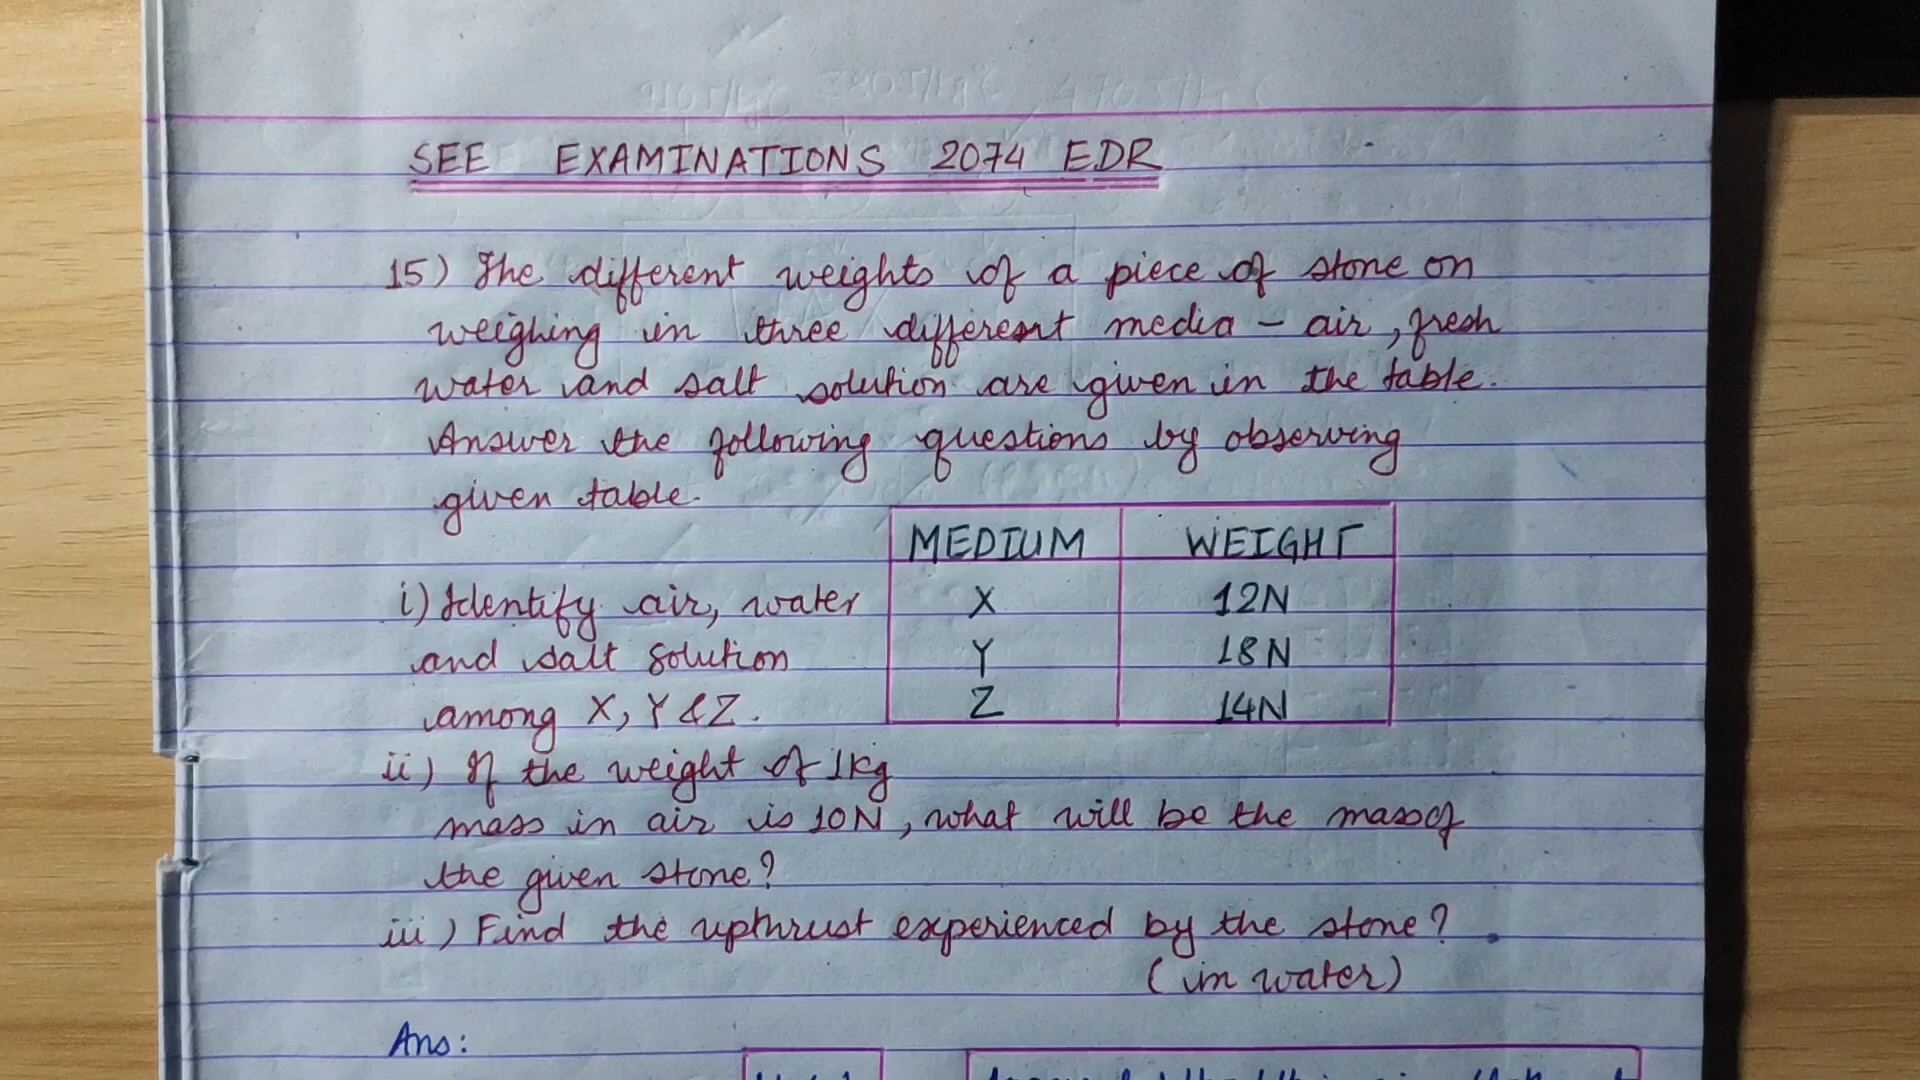 SEE EXAMINATIONS 2074 EDR
15) The different weights of a piece of stone on
weighing in three different media - air, fresh
water and salt solution are given in the table.
Answer the following questions by observing
given table.
MEDIUM WEIGHT
X 12N
Y 18N
Z 14N
i) Identify air, water
and salt solution
among X, Y & Z.
ii) If the weight of 1kg
mass in air is 10N, what will be the mass of
the given stone?
iii) Find the upthrust experienced by the stone?
(in water)
Ans: